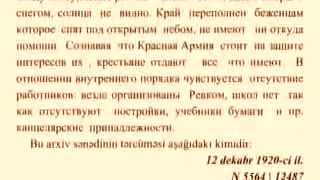 снегом, солнца не видно. Край переполнен беженцам
которое спят под открытым небом, не имеют ни откуда
помощи. Сознавая что Красная Армия стоит на защите
интересов их, крестьяне отдают все что имеют. В
отношении внутреннего порядка чувствуется отсутствие
работников: везде организованы Ревком, школ нет так
как отсутствуют постройки, учебники бумаги и пр.
канцелярские принадлежности.
Bu arxiv sənədinin tərcüməsi aşağıdaki kimidir:
12 dekabr 1920-ci il.
N 5564 \ 12487